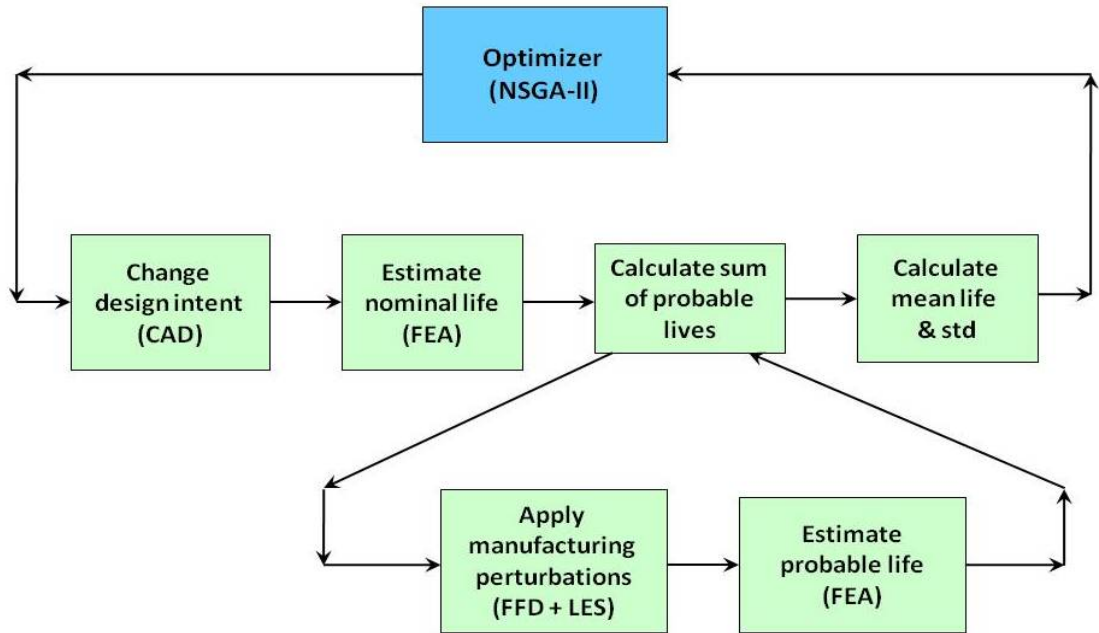 Optimizer
(NSGA-II)
Change
design intent
(CAD)
Estimate
nominal life
(FEA)
Calculate sum
of probable
lives
Calculate
mean life
& std
Apply
manufacturing
perturbations
(FFD + LES)
Estimate
probable life
(FEA)